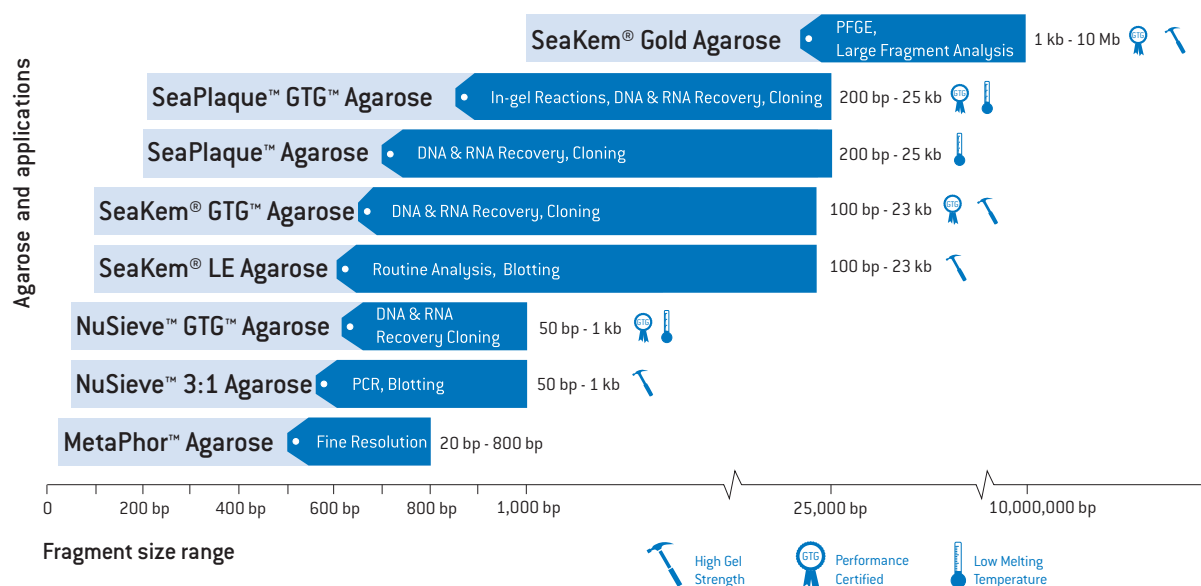 Agarose and applications
SeaKem® Gold Agarose
PFGE,
Large Fragment Analysis
1 kb - 10 Mb
GTG
SeaPlaque™ GTG™ Agarose
In-gel Reactions, DNA & RNA Recovery, Cloning
200 bp - 25 kb
GTG
SeaPlaque™ Agarose
DNA & RNA Recovery, Cloning
200 bp - 25 kb
SeaKem® GTG™ Agarose
DNA & RNA Recovery, Cloning
100 bp - 23 kb
GTG
SeaKem® LE Agarose
Routine Analysis, Blotting
100 bp - 23 kb
NuSieve™ GTG™ Agarose
DNA & RNA
Recovery Cloning
50 bp - 1 kb
GTG
NuSieve™ 3:1 Agarose
PCR, Blotting
50 bp - 1 kb
MetaPhor™ Agarose
Fine Resolution
20 bp - 800 bp
0
200 bp
400 bp
600 bp
800 bp
1,000 bp
25,000 bp
10,000,000 bp
Fragment size range
High Gel
Strength
GTG
Performance
Certified
Low Melting
Temperature